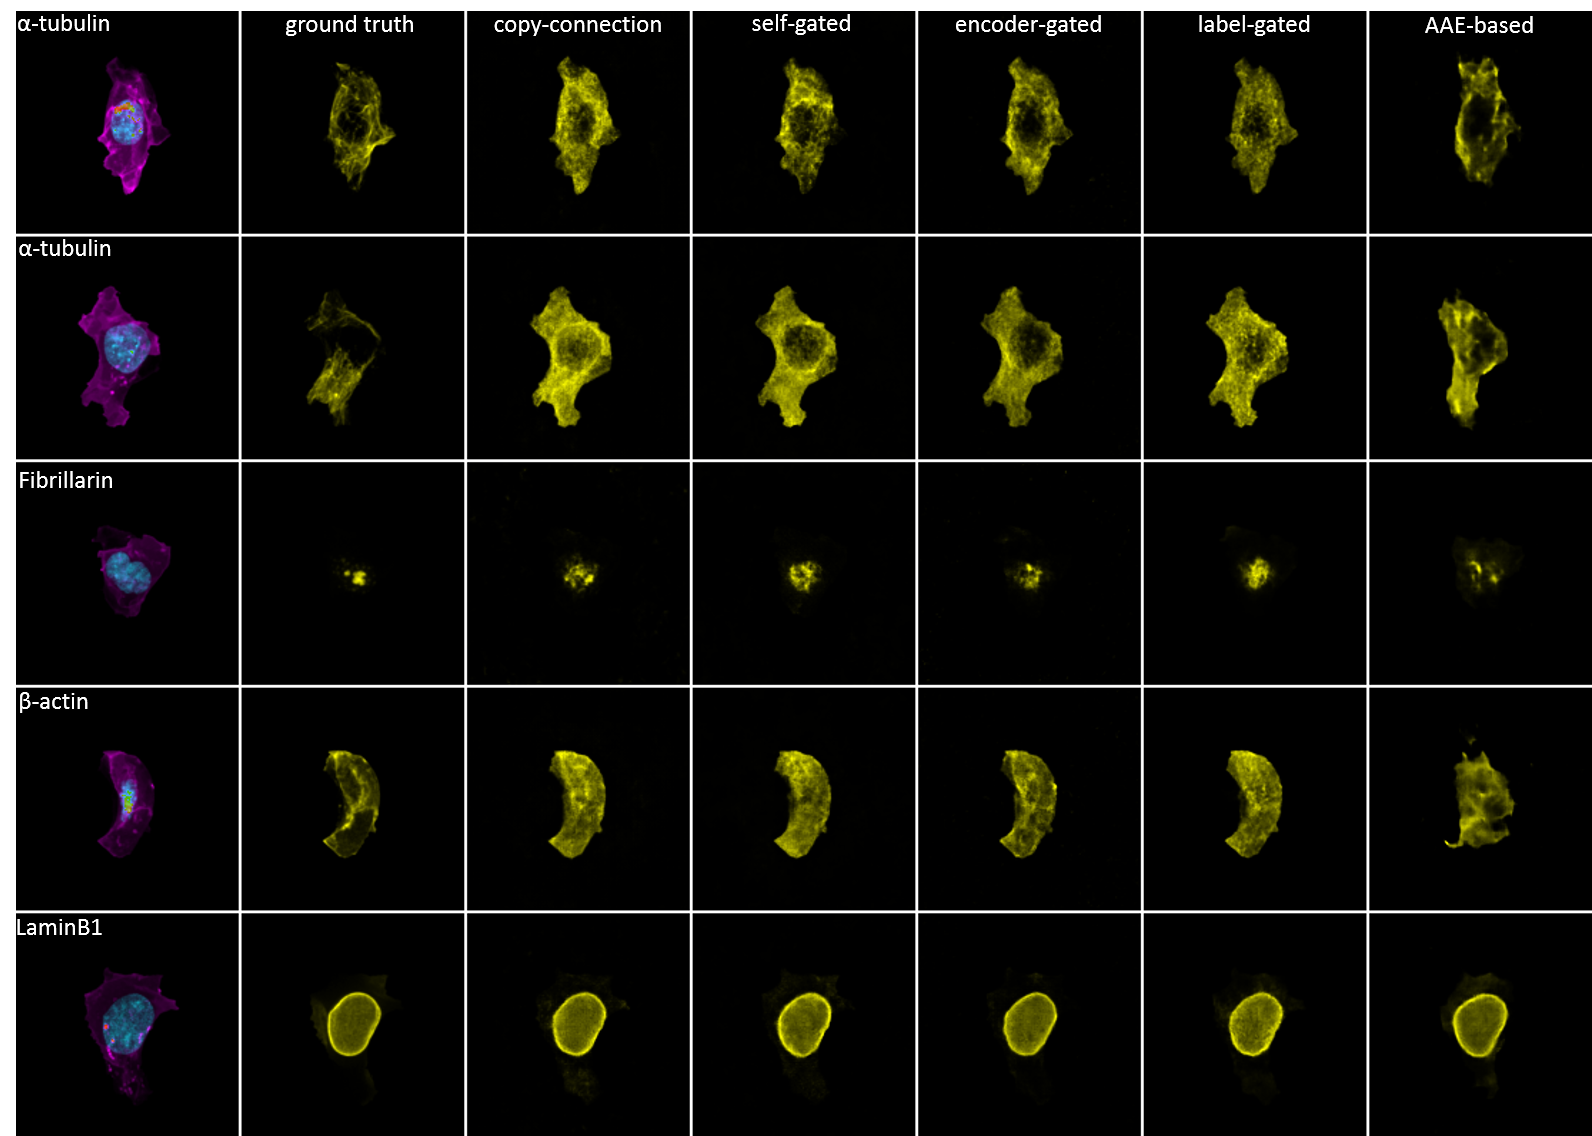 α-tubulin ground truth copy-connection self-gated encoder-gated label-gated AAE-based
α-tubulin
Fibrillarin
β-actin
LaminB1